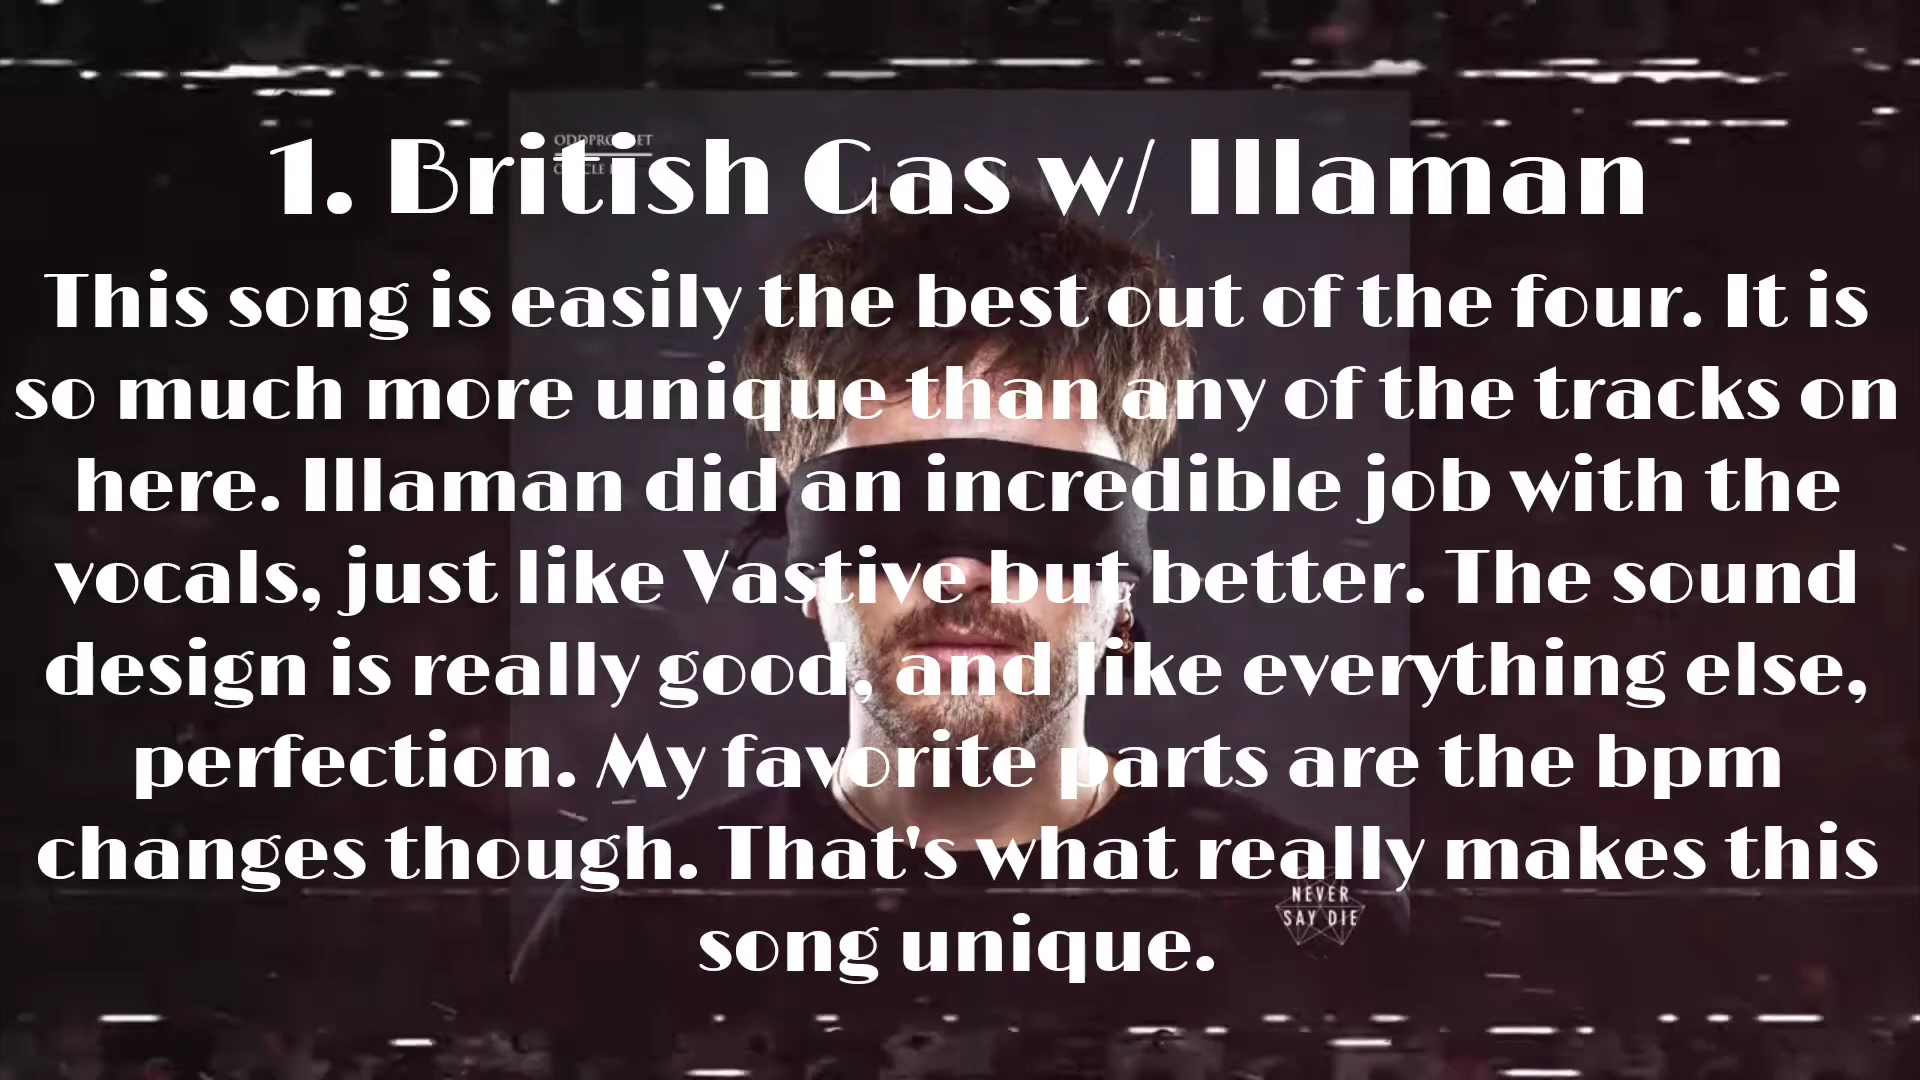 1. British Gas w/ Illaman
This song is easily the best out of the four. It is
so much more unique than any of the tracks on
here. Illaman did an incredible job with the
vocals, just like Vastive but better. The sound
design is really good, and like everything else,
perfection. My favorite parts are the bpm
changes though. That's what really makes this
song unique.
NEVER
SAY DIE